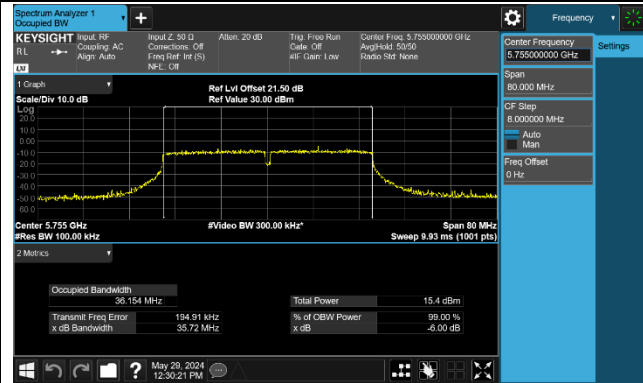 Spectrum Analyzer 1
Occupied BW
Frequency
KEYSIGHT
RL
LXI
Input: RF
Coupling: AC
Align: Auto
Input Z: 50 Ω
Corrections: Off
Freq Ref: Int (S)
NFE: Off
Atten: 20 dB
Trig: Free Run
Gate: Off
#IF Gain: Low
Center Freq: 5.755000000 GHz
Avg|Hold: 50/50
Radio Std: None
Center Frequency
5.755000000 GHz
Settings
Span
80.000 MHz
CF Step
8.000000 MHz
Auto
Man
Freq Offset
0 Hz
1 Graph
Scale/Div 10.0 dB
Ref Lvl Offset 21.50 dB
Ref Value 30.00 dBm
Log
20.0
10.0
0.00
-10.0
-20.0
-30.0
-40.0
-50.0
-60.0
Center 5.755 GHz
#Res BW 100.00 kHz
#Video BW 300.00 kHz*
Span 80 MHz
Sweep 9.93 ms (1001 pts)
2 Metrics
Occupied Bandwidth
36.154 MHz
Total Power 15.4 dBm
Transmit Freq Error 194.91 kHz
% of OBW Power 99.00 %
x dB Bandwidth 35.72 MHz
x dB -6.00 dB
?
May 29, 2024
12:30:21 PM